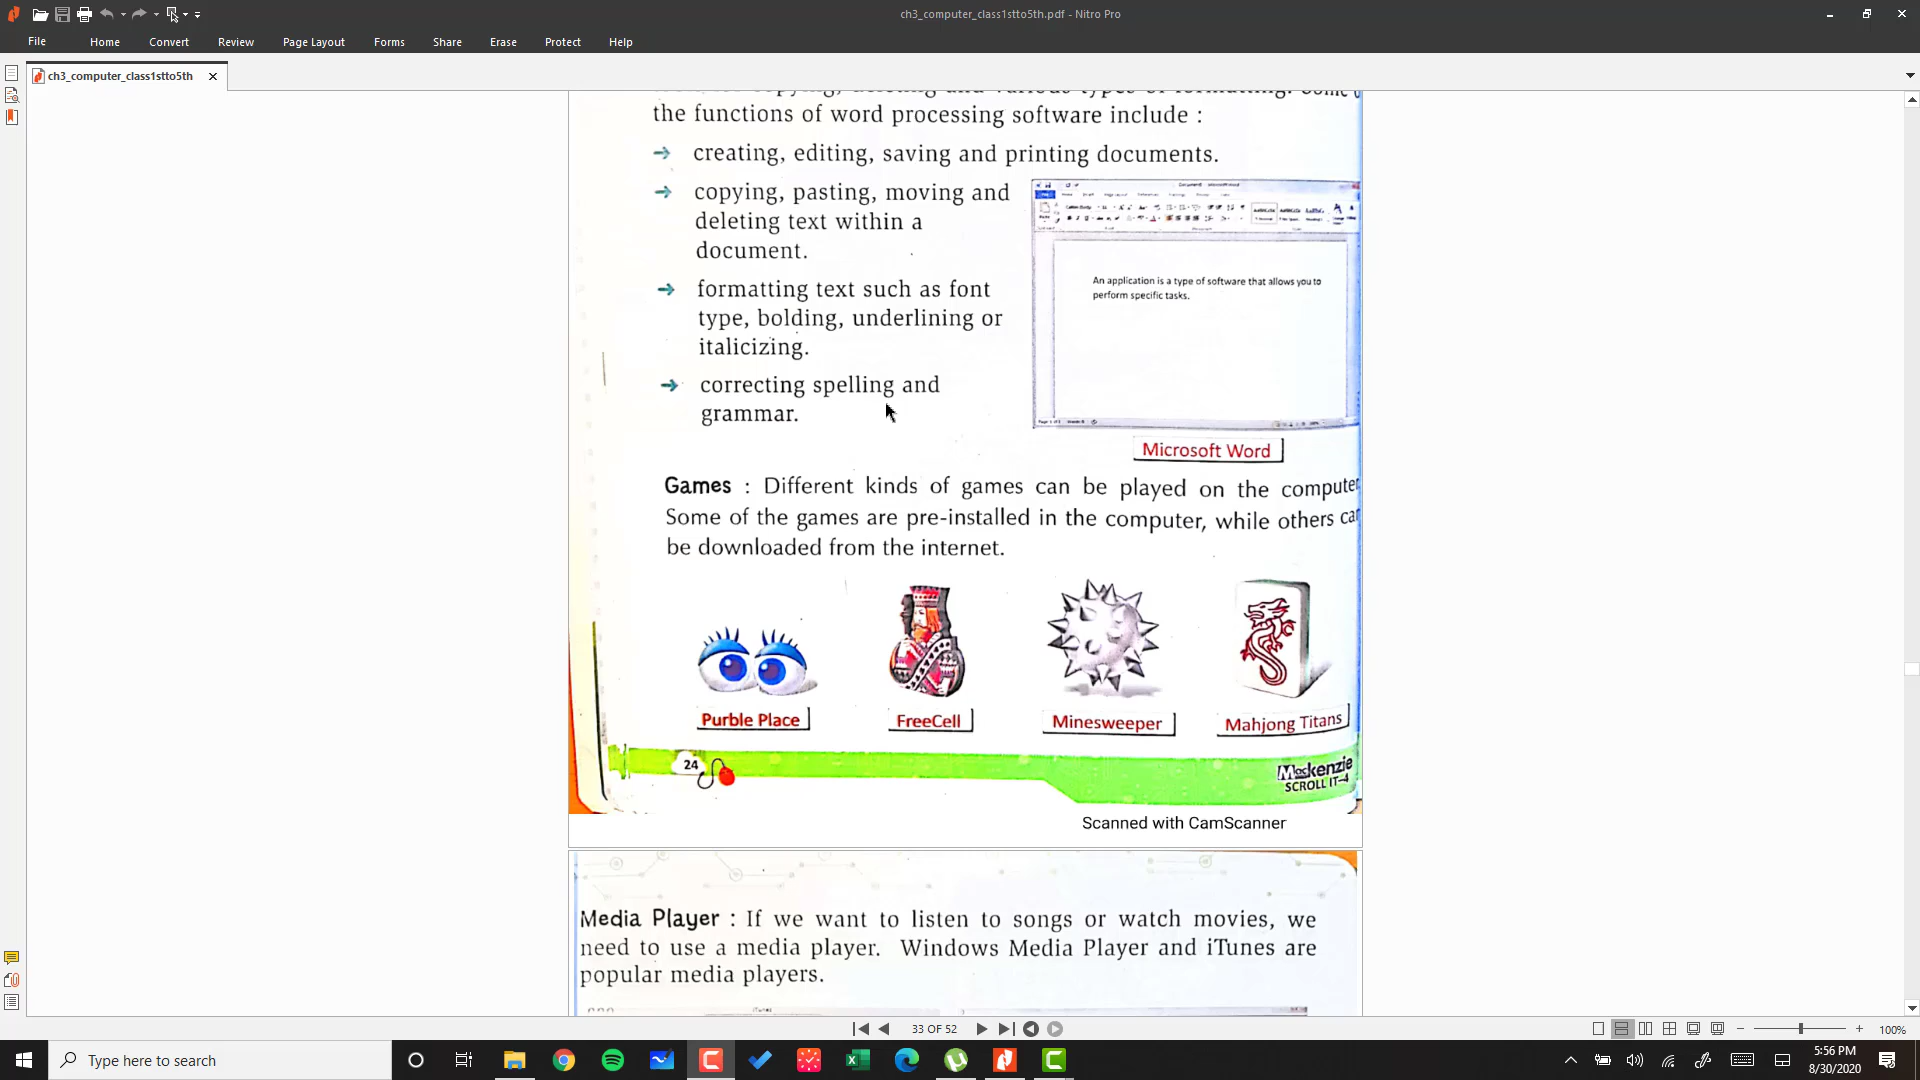 ch3_computer_class1stto5th.pdf - Nitro Pro
File Home Convert Review Page Layout Forms Share Erase Protect Help
ch3_computer_class1stto5th
the functions of word processing software include :
creating, editing, saving and printing documents.
copying, pasting, moving and
deleting text within a
document.
formatting text such as font
type, bolding, underlining or
italicizing.
correcting spelling and
grammar.
An application is a type of software that allows you to
perform specific tasks.
Microsoft Word
Games : Different kinds of games can be played on the computer
Some of the games are pre-installed in the computer, while others can
be downloaded from the internet.
Purble Place FreeCell Minesweeper Mahjong Titans
24
Mackenzie
SCROLL IT-4
Scanned with CamScanner
Media Player : If we want to listen to songs or watch movies, we
need to use a media player. Windows Media Player and iTunes are
popular media players.
33 OF 52
100%
Type here to search
5:56 PM
8/30/2020